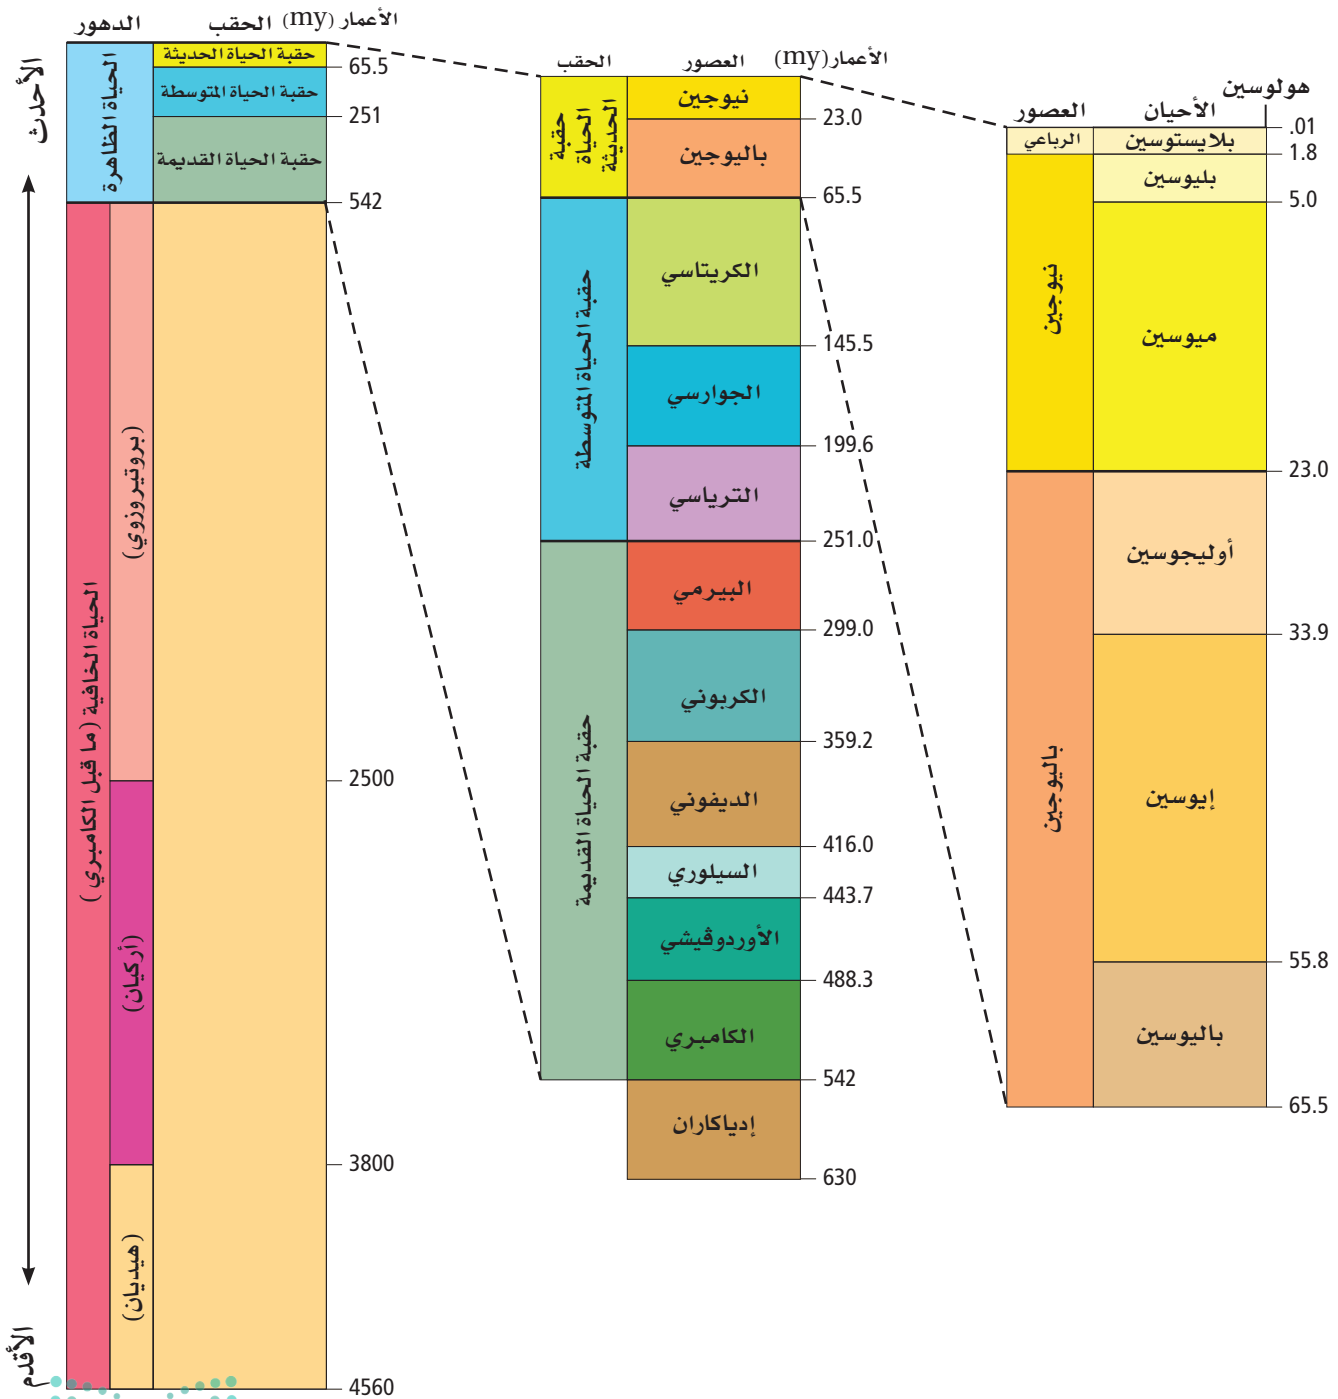 الدهور
الحقب
الأعمار (my)
الأحدث
الأقدم
الحياة الظاهرة
حقبة الحياة الحديثة
65.5
حقبة الحياة المتوسطة
251
حقبة الحياة القديمة
542
الحياة الخافية (ما قبل الكامبري)
(بروتيروزوي)
2500
(أركيان)
3800
(هيديان)
4560
الحقب
العصور
الأعمار (my)
حقبة
الحياة
الحديثة
نيوجين
23.0
باليوجين
65.5
حقبة الحياة المتوسطة
الكريتاسي
145.5
الجوارسي
199.6
الترياسي
251.0
حقبة الحياة القديمة
البيرمي
299.0
الكربوني
359.2
الديفوني
416.0
السيلوري
443.7
الأوردوڤيشي
488.3
الكامبري
542
إدياكاران
630
العصور
الأحيان
هولوسين
.01
الرباعي
بلايستوسين
1.8
نيوجين
بليوسين
5.0
ميوسين
23.0
باليوجين
أوليجوسين
33.9
إيوسين
55.8
باليوسين
65.5